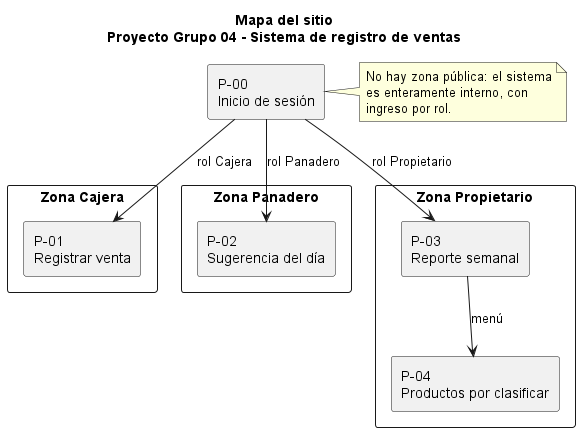 Mapa del sitio
Proyecto Grupo 04 - Sistema de registro de ventas
P-00
Inicio de sesión
No hay zona pública: el sistema
es enteramente interno, con
ingreso por rol.
rol Cajera
rol Panadero
rol Propietario
Zona Cajera
P-01
Registrar venta
Zona Panadero
P-02
Sugerencia del día
Zona Propietario
P-03
Reporte semanal
menú
P-04
Productos por clasificar